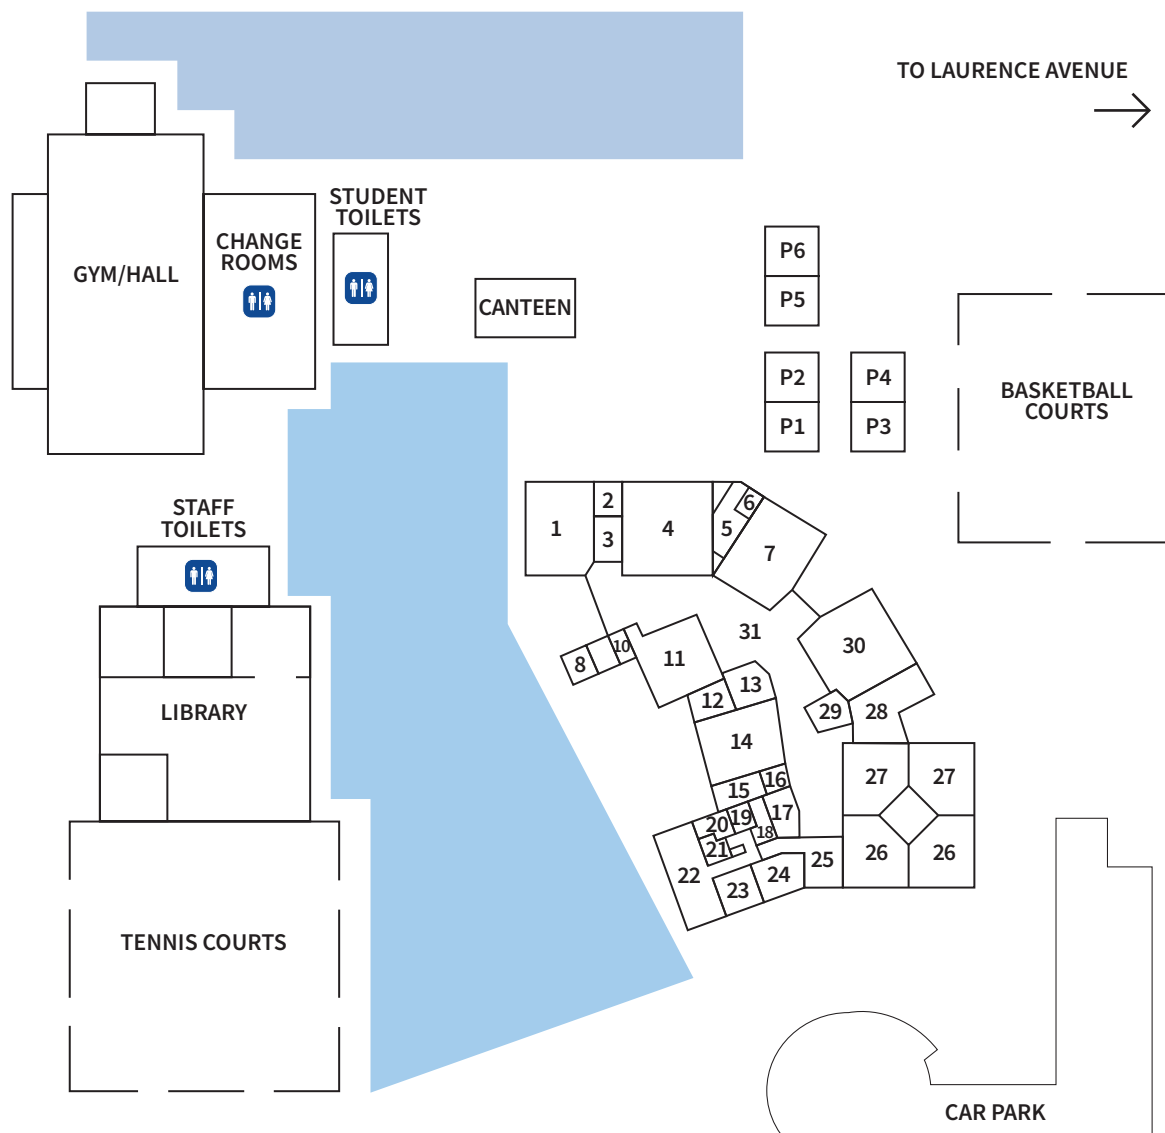 TO LAURENCE AVENUE
STUDENT
TOILETS
CHANGE
ROOMS
GYM/HALL
CANTEEN
P6
P5
P2
P4
P1
P3
BASKETBALL
COURTS
STAFF
TOILETS
1
2
3
4
5
6
7
31
8
10
11
30
12
13
29
28
14
LIBRARY
27
27
15
16
17
18
19
20
21
22
23
24
25
26
26
TENNIS COURTS
CAR PARK